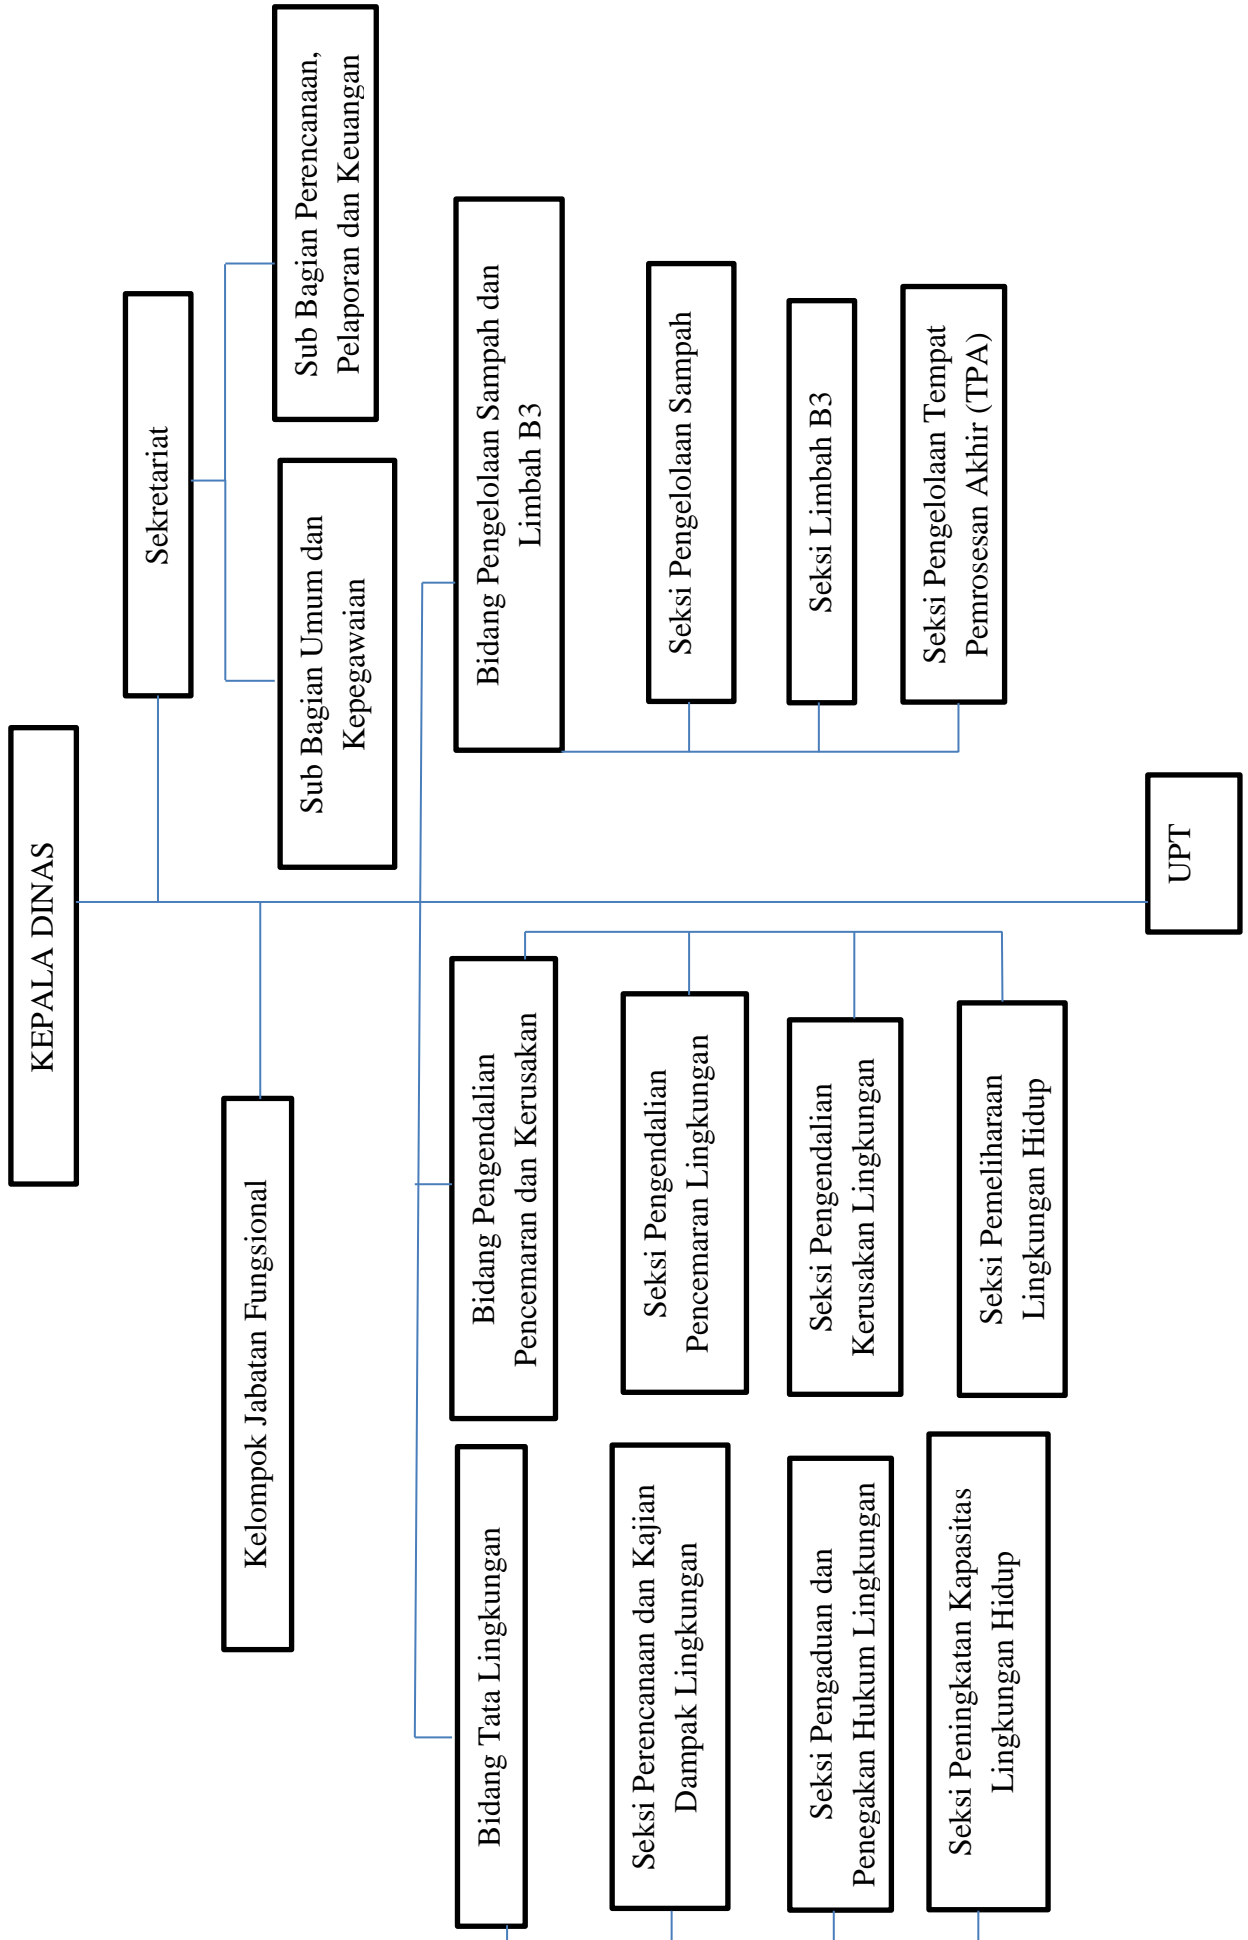 KEPALA DINAS
Sekretariat
Kelompok Jabatan Fungsional
Sub Bagian Umum dan
Kepegawaian
Sub Bagian Perencanaan,
Pelaporan dan Keuangan
Bidang Tata Lingkungan
Seksi Perencanaan dan Kajian
Dampak Lingkungan
Seksi Pengaduan dan
Penegakan Hukum Lingkungan
Seksi Peningkatan Kapasitas
Lingkungan Hidup
Bidang Pengendalian
Pencemaran dan Kerusakan
Seksi Pengendalian
Pencemaran Lingkungan
Seksi Pengendalian
Kerusakan Lingkungan
Seksi Pemeliharaan
Lingkungan Hidup
Bidang Pengelolaan Sampah dan
Limbah B3
Seksi Pengelolaan Sampah
Seksi Limbah B3
Seksi Pengelolaan Tempat
Pemrosesan Akhir (TPA)
UPT